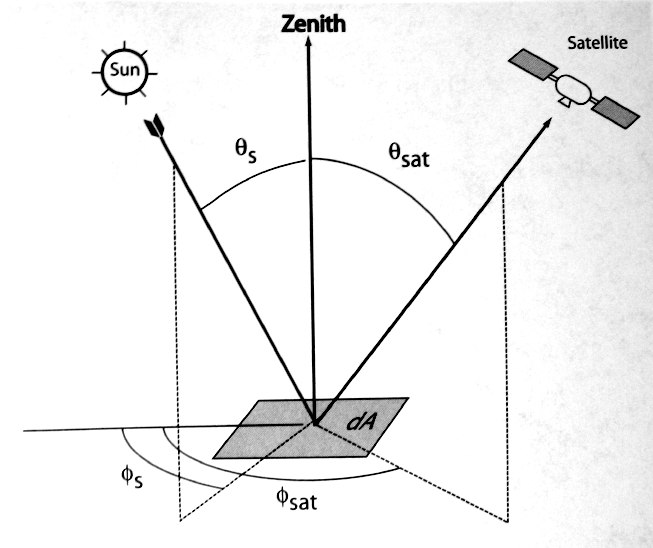 Zenith
Satellite
Sun
θs
θsat
dA
ϕs
ϕsat